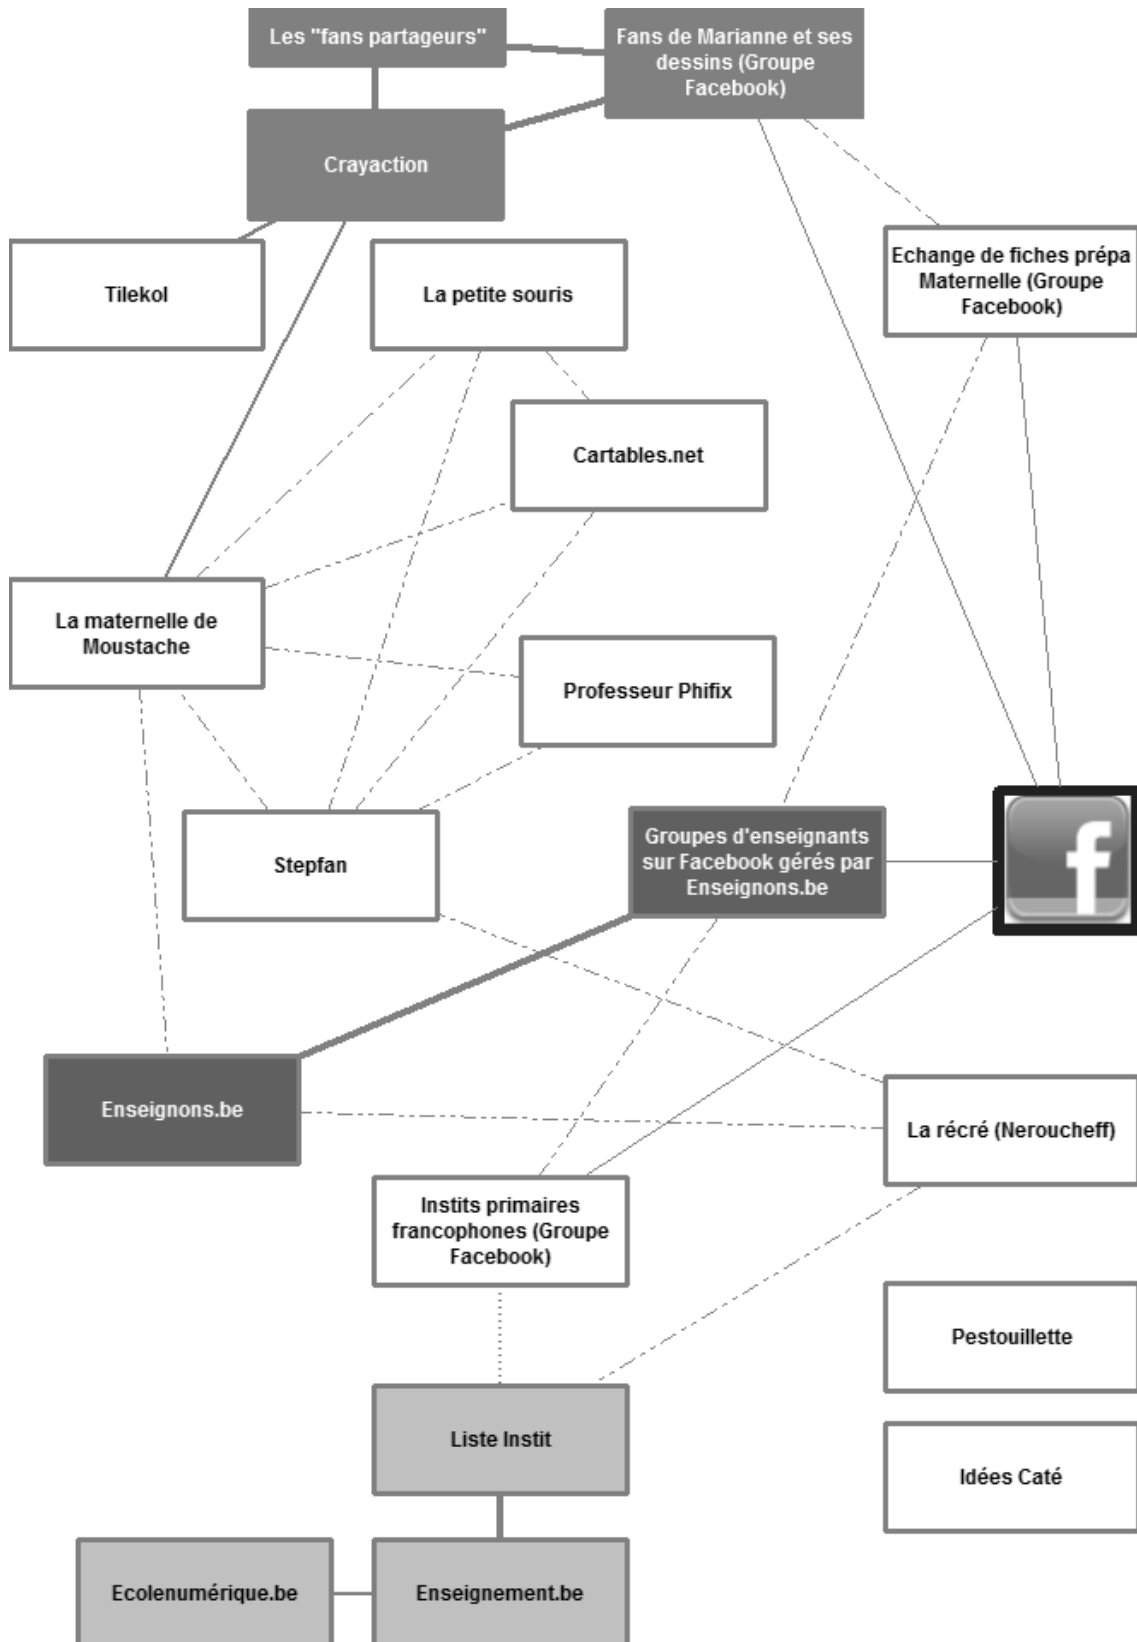 Les "fans partageurs"
Fans de Marianne et ses
dessins (Groupe
Facebook)
Crayaction
Tilekol
La petite souris
Echange de fiches prépa
Maternelle (Groupe
Facebook)
Cartables.net
La maternelle de
Moustache
Professeur Phifix
Stepfan
Groupes d'enseignants
sur Facebook gérés par
Enseignons.be
f
Enseignons.be
La récré (Neroucheff)
Instits primaires
francophones (Groupe
Facebook)
Pestouillette
Liste Instit
Idées Caté
Ecolenumérique.be
Enseignement.be